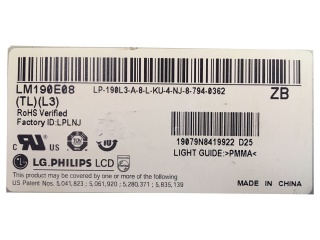 LM190E08 LP-190L3-A-8-L-KU-4-NJ-8-794-0362 ZB
(TL)(L3)
RoHS Verified
Factory ID:LPLNJ
19079N8419922 D25
LG.PHILIPS LCD LIGHT GUIDE:>PMMA<
This product may be covered by one or more of the following
US Patent Nos. 5,041,823 ; 5,061,920 ; 5,280,371 ; 5,835,139 MADE IN CHINA